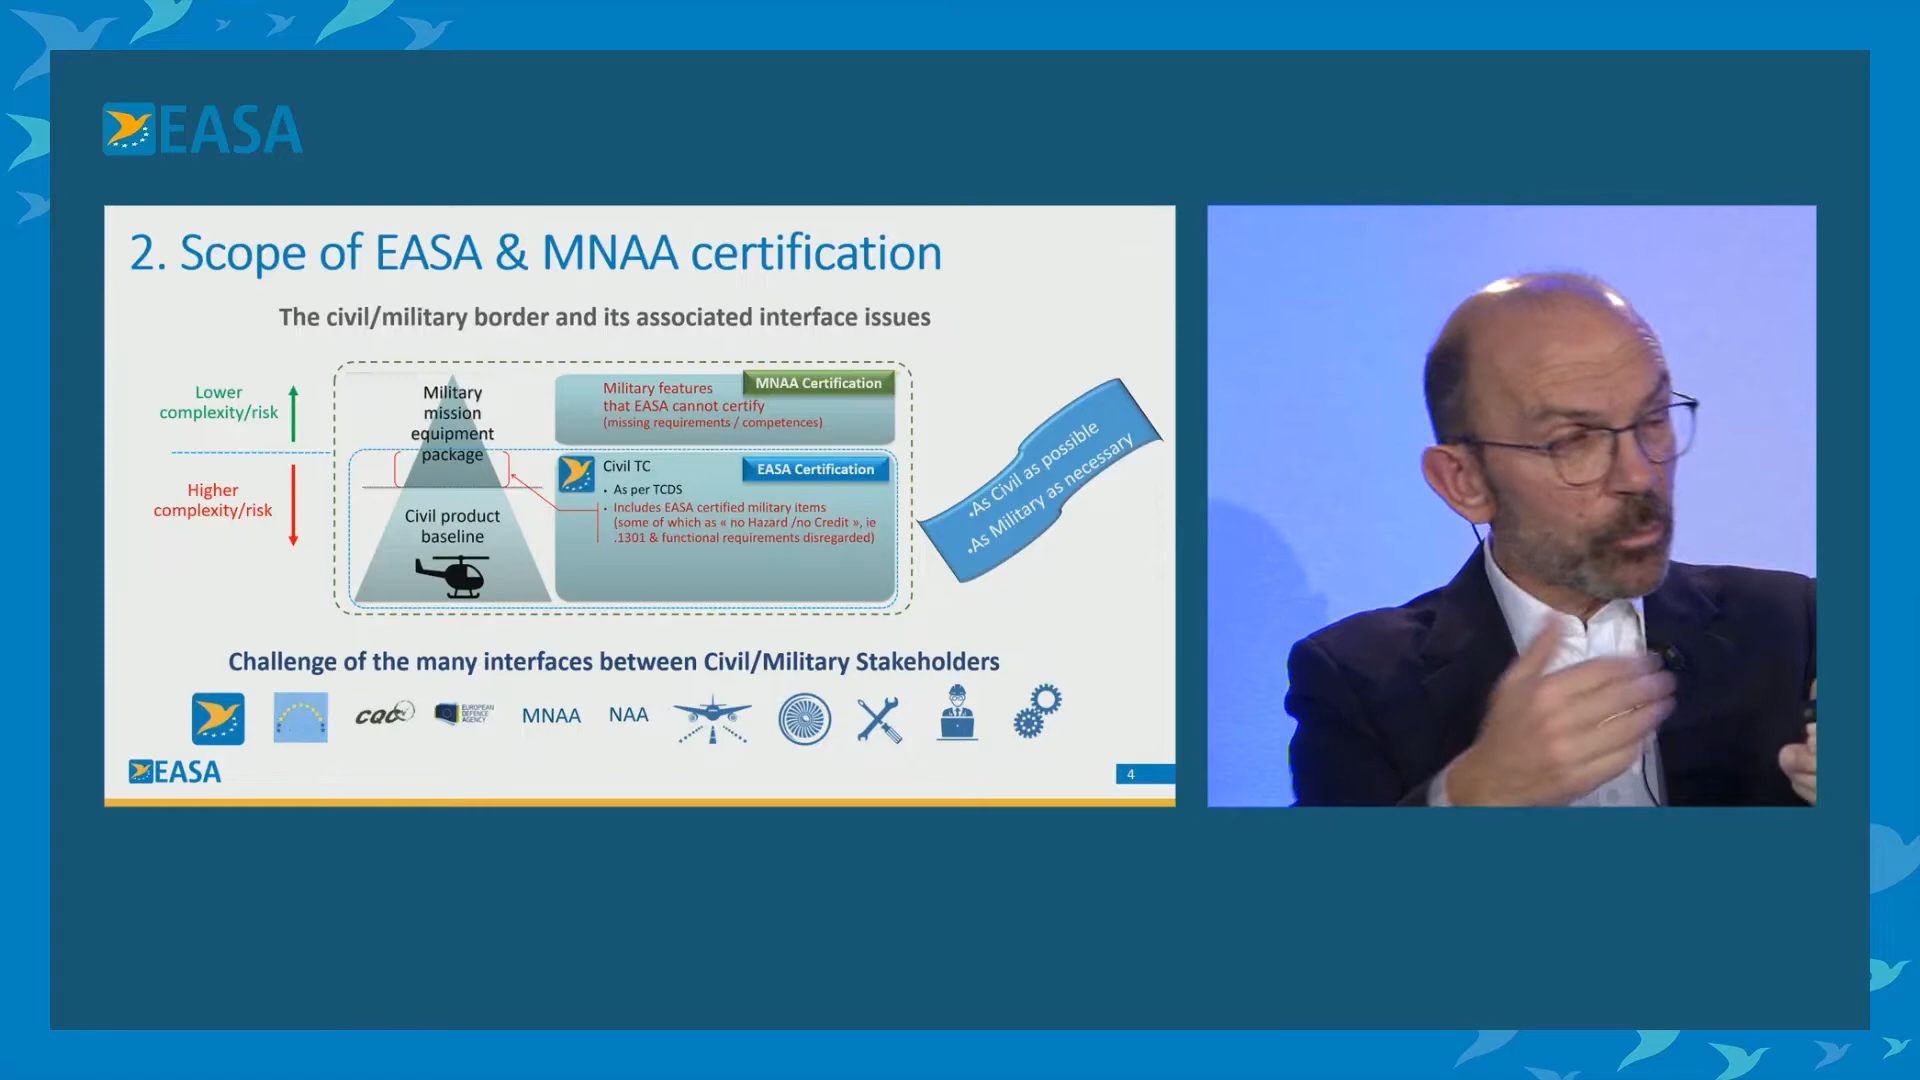 EASA
2. Scope of EASA & MNAA certification
The civil/military border and its associated interface issues
Lower
complexity/risk
Higher
complexity/risk
Military
mission
equipment
package
Civil product
baseline
MNAA Certification
Military features
that EASA cannot certify
(missing requirements / competences)
EASA Certification
Civil TC
• As per TCDS
• Includes EASA certified military items
(some of which as « no Hazard /no Credit », ie
.1301 & functional requirements disregarded)
•As Civil as possible
•As Military as necessary
Challenge of the many interfaces between Civil/Military Stakeholders
CQC
EUROPEAN
DEFENCE
AGENCY
MNAA
NAA
EASA
4